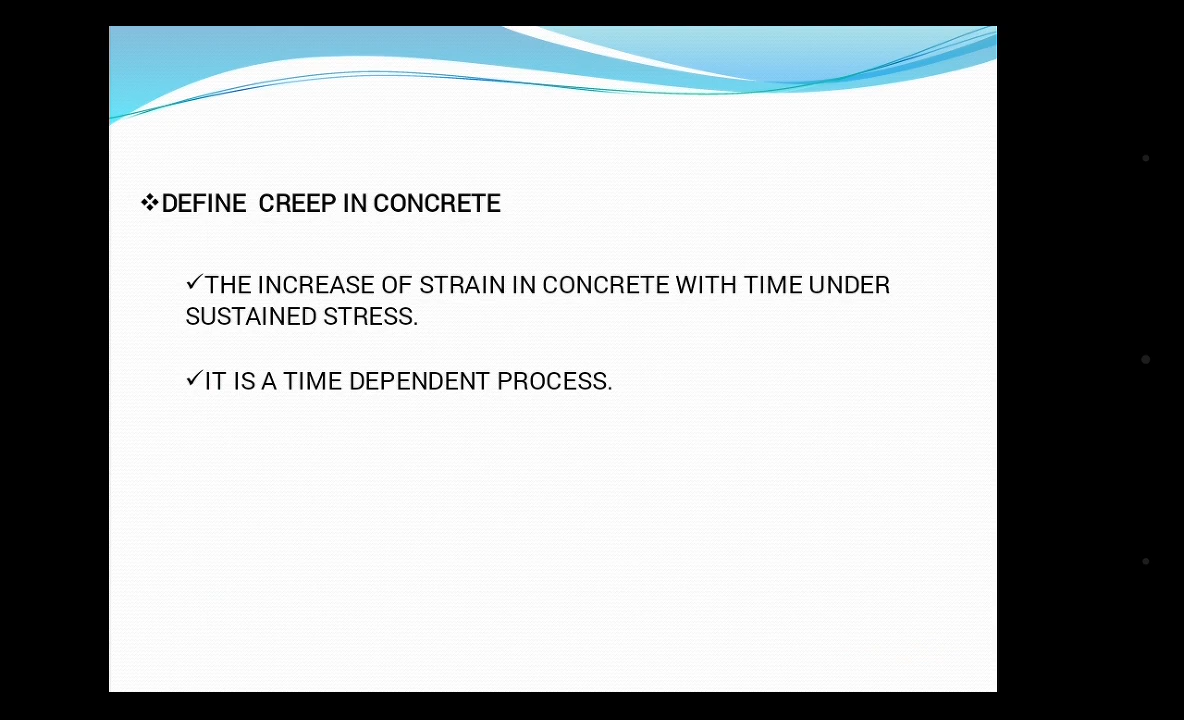 ❖DEFINE  CREEP IN CONCRETE
✓THE INCREASE OF STRAIN IN CONCRETE WITH TIME UNDER
SUSTAINED STRESS.
✓IT IS A TIME DEPENDENT PROCESS.